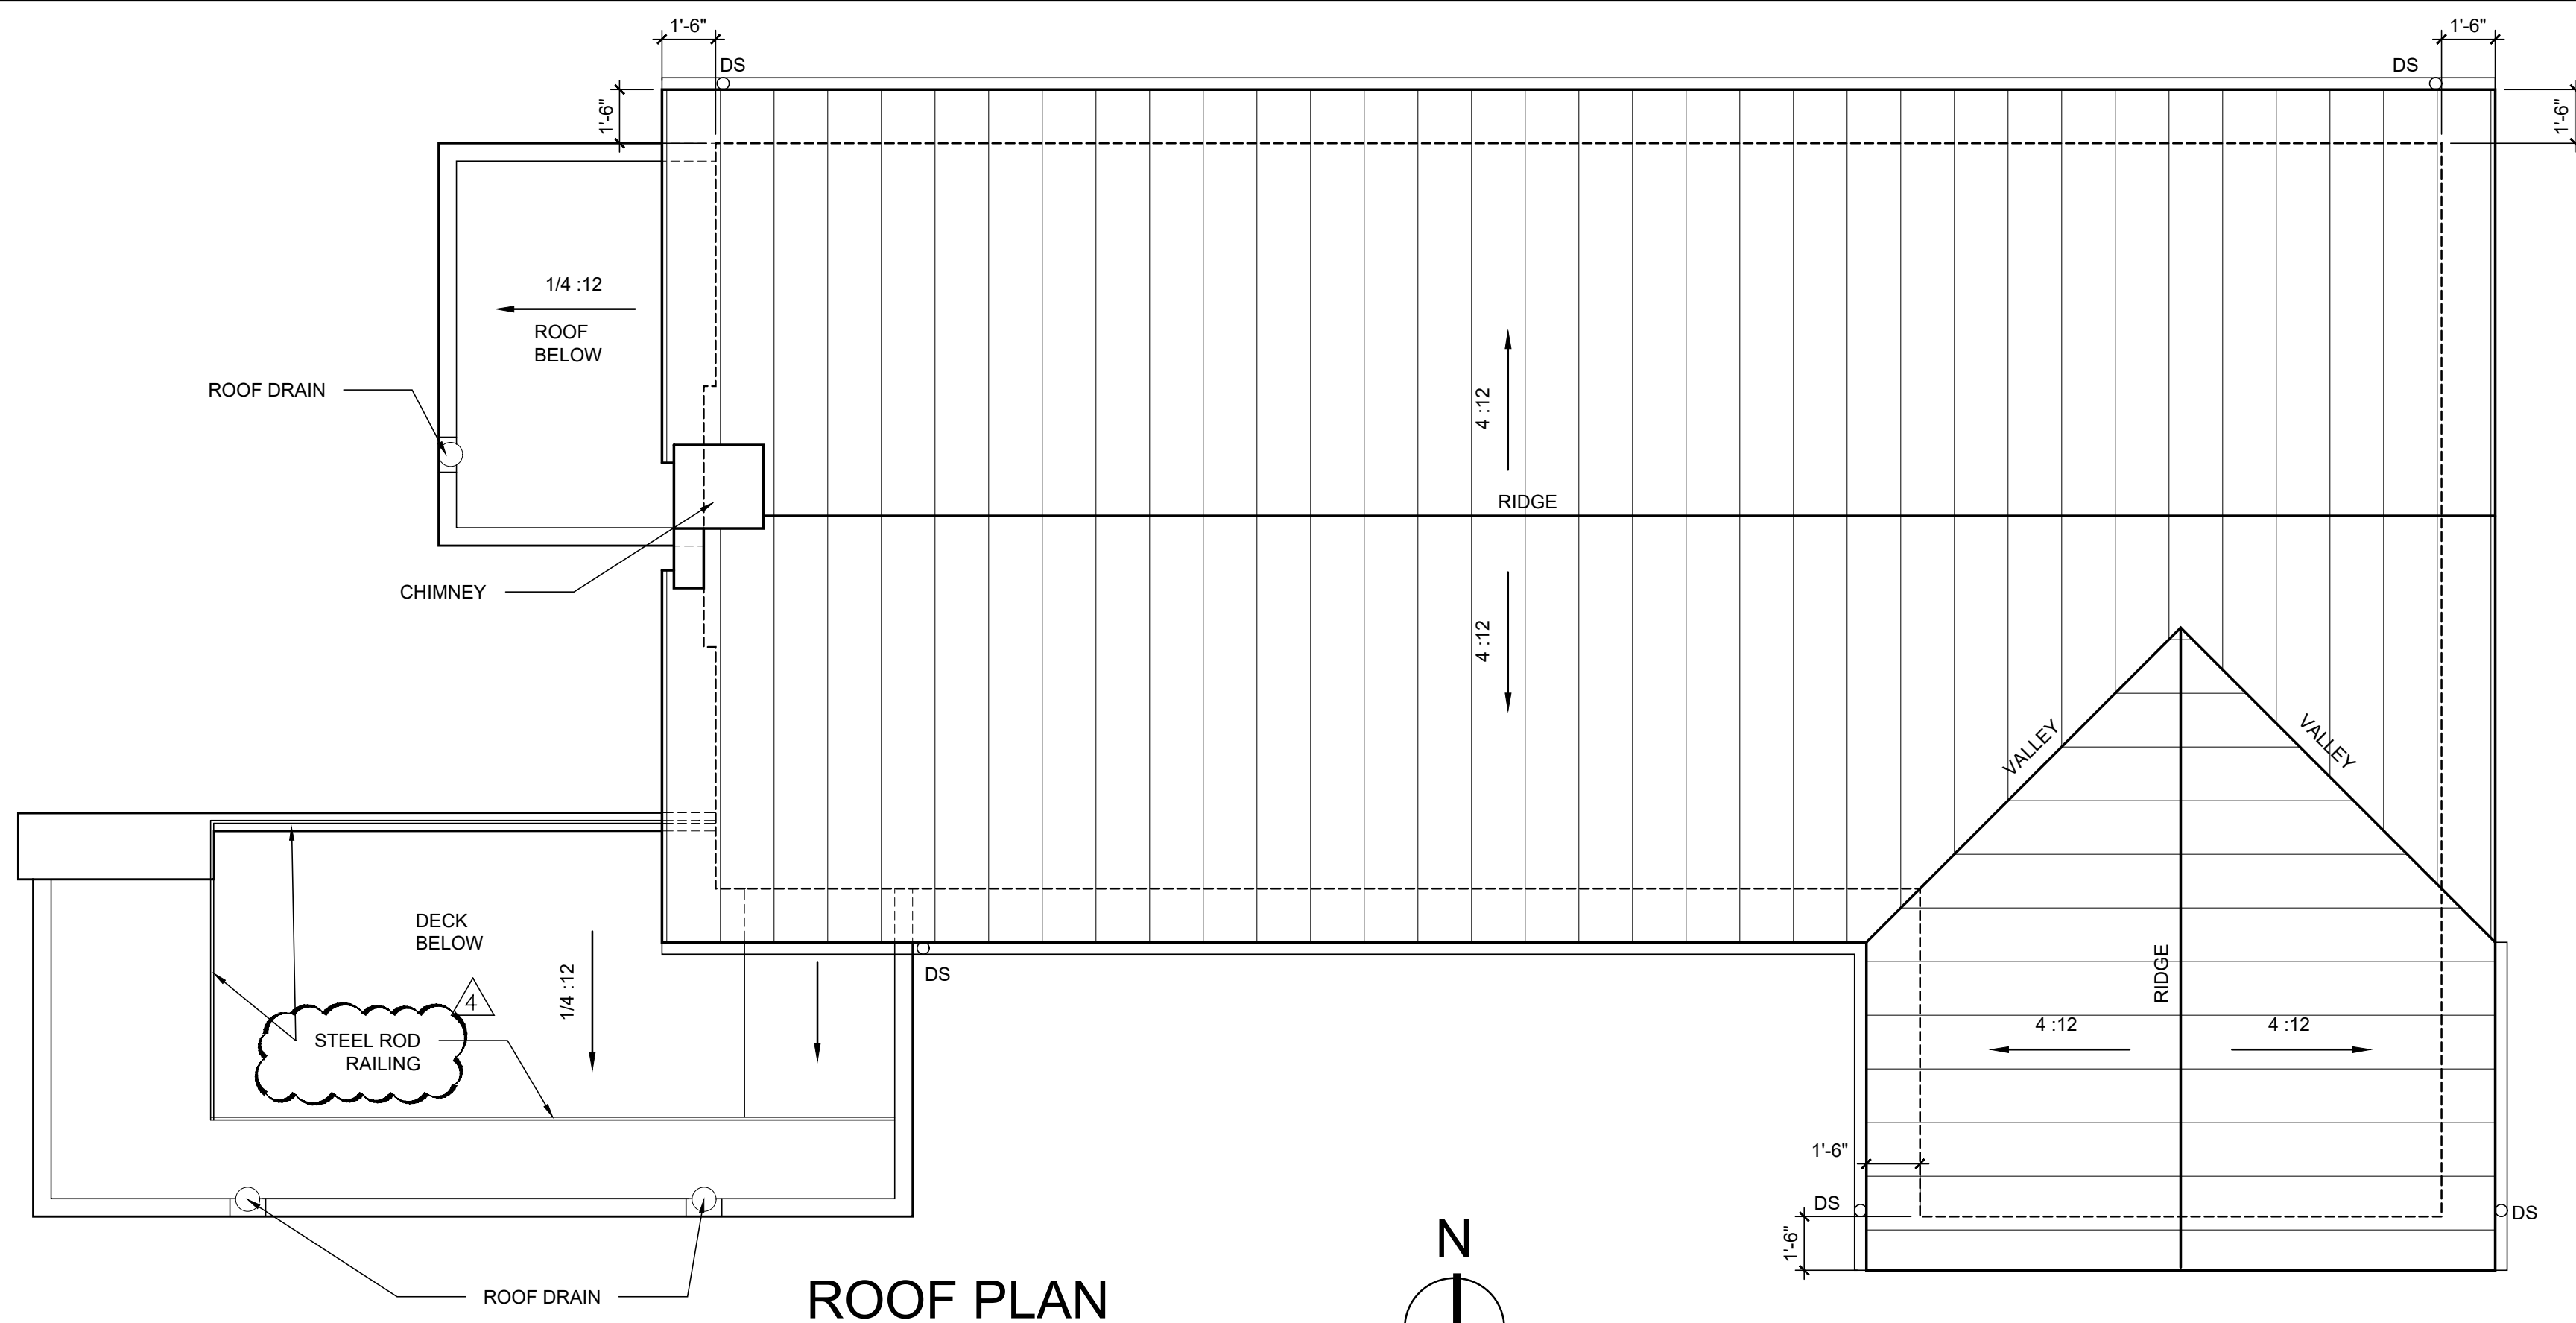 1'-6"
1'-6"
DS
DS
1'-6"
1'-6"
1/4 :12
ROOF
BELOW
ROOF DRAIN
4 :12
RIDGE
CHIMNEY
4 :12
VALLEY
VALLEY
DECK
BELOW
1/4 :12
DS
RIDGE
4
STEEL ROD
RAILING
4 :12
4 :12
1'-6"
DS
DS
1'-6"
N
ROOF DRAIN
ROOF PLAN